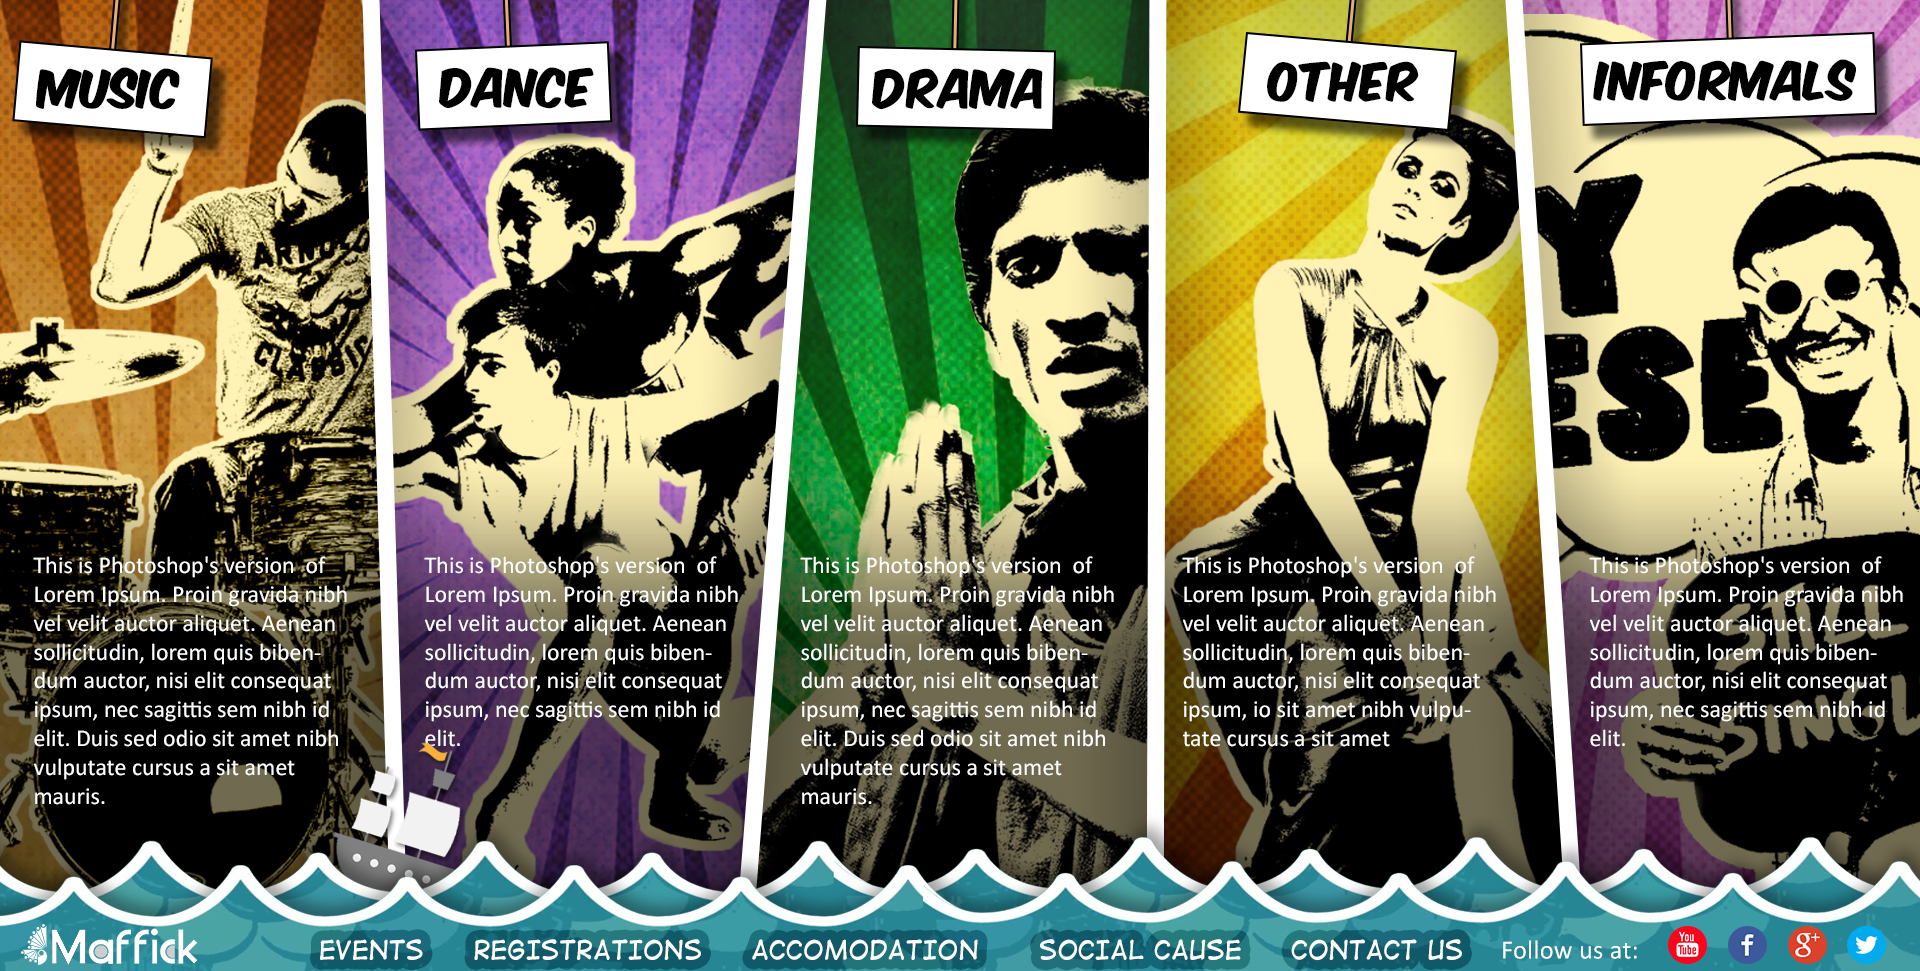 MUSIC
DANCE
DRAMA
OTHER
INFORMALS
ARNOLD
CLASSIC
Y
ESE
This is Photoshop's version of
Lorem Ipsum. Proin gravida nibh
vel velit auctor aliquet. Aenean
sollicitudin, lorem quis biben-
dum auctor, nisi elit consequat
ipsum, nec sagittis sem nibh id
elit. Duis sed odio sit amet nibh
vulputate cursus a sit amet
mauris.
This is Photoshop's version of
Lorem Ipsum. Proin gravida nibh
vel velit auctor aliquet. Aenean
sollicitudin, lorem quis biben-
dum auctor, nisi elit consequat
ipsum, nec sagittis sem nibh id
elit.
This is Photoshop's version of
Lorem Ipsum. Proin gravida nibh
vel velit auctor aliquet. Aenean
sollicitudin, lorem quis biben-
dum auctor, nisi elit consequat
ipsum, nec sagittis sem nibh id
elit. Duis sed odio sit amet nibh
vulputate cursus a sit amet
mauris.
This is Photoshop's version of
Lorem Ipsum. Proin gravida nibh
vel velit auctor aliquet. Aenean
sollicitudin, lorem quis biben-
dum auctor, nisi elit consequat
ipsum, io sit amet nibh vulpu-
tate cursus a sit amet
This is Photoshop's version of
Lorem Ipsum. Proin gravida nibh
vel velit auctor aliquet. Aenean
sollicitudin, lorem quis biben-
dum auctor, nisi elit consequat
ipsum, nec sagittis sem nibh id
elit.
Maffick
EVENTS
REGISTRATIONS
ACCOMODATION
SOCIAL CAUSE
CONTACT US
Follow us at:
You
Tube
f
g+